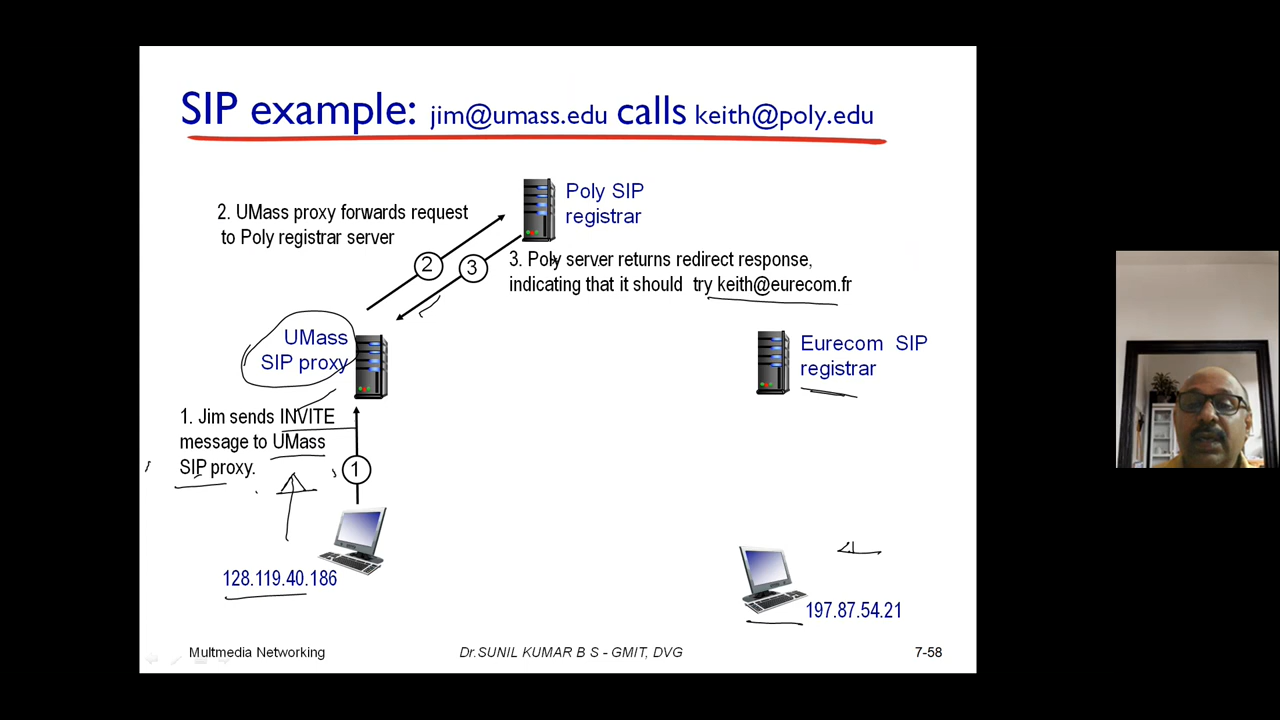 SIP example: jim@umass.edu calls keith@poly.edu
Poly SIP
registrar
2. UMass proxy forwards request
to Poly registrar server
2
3
3. Poly server returns redirect response,
indicating that it should try keith@eurecom.fr
UMass
SIP proxy
Eurecom SIP
registrar
1. Jim sends INVITE
message to UMass
SIP proxy.
1
128.119.40.186
197.87.54.21
Multmedia Networking
Dr.SUNIL KUMAR B S - GMIT, DVG
7-58